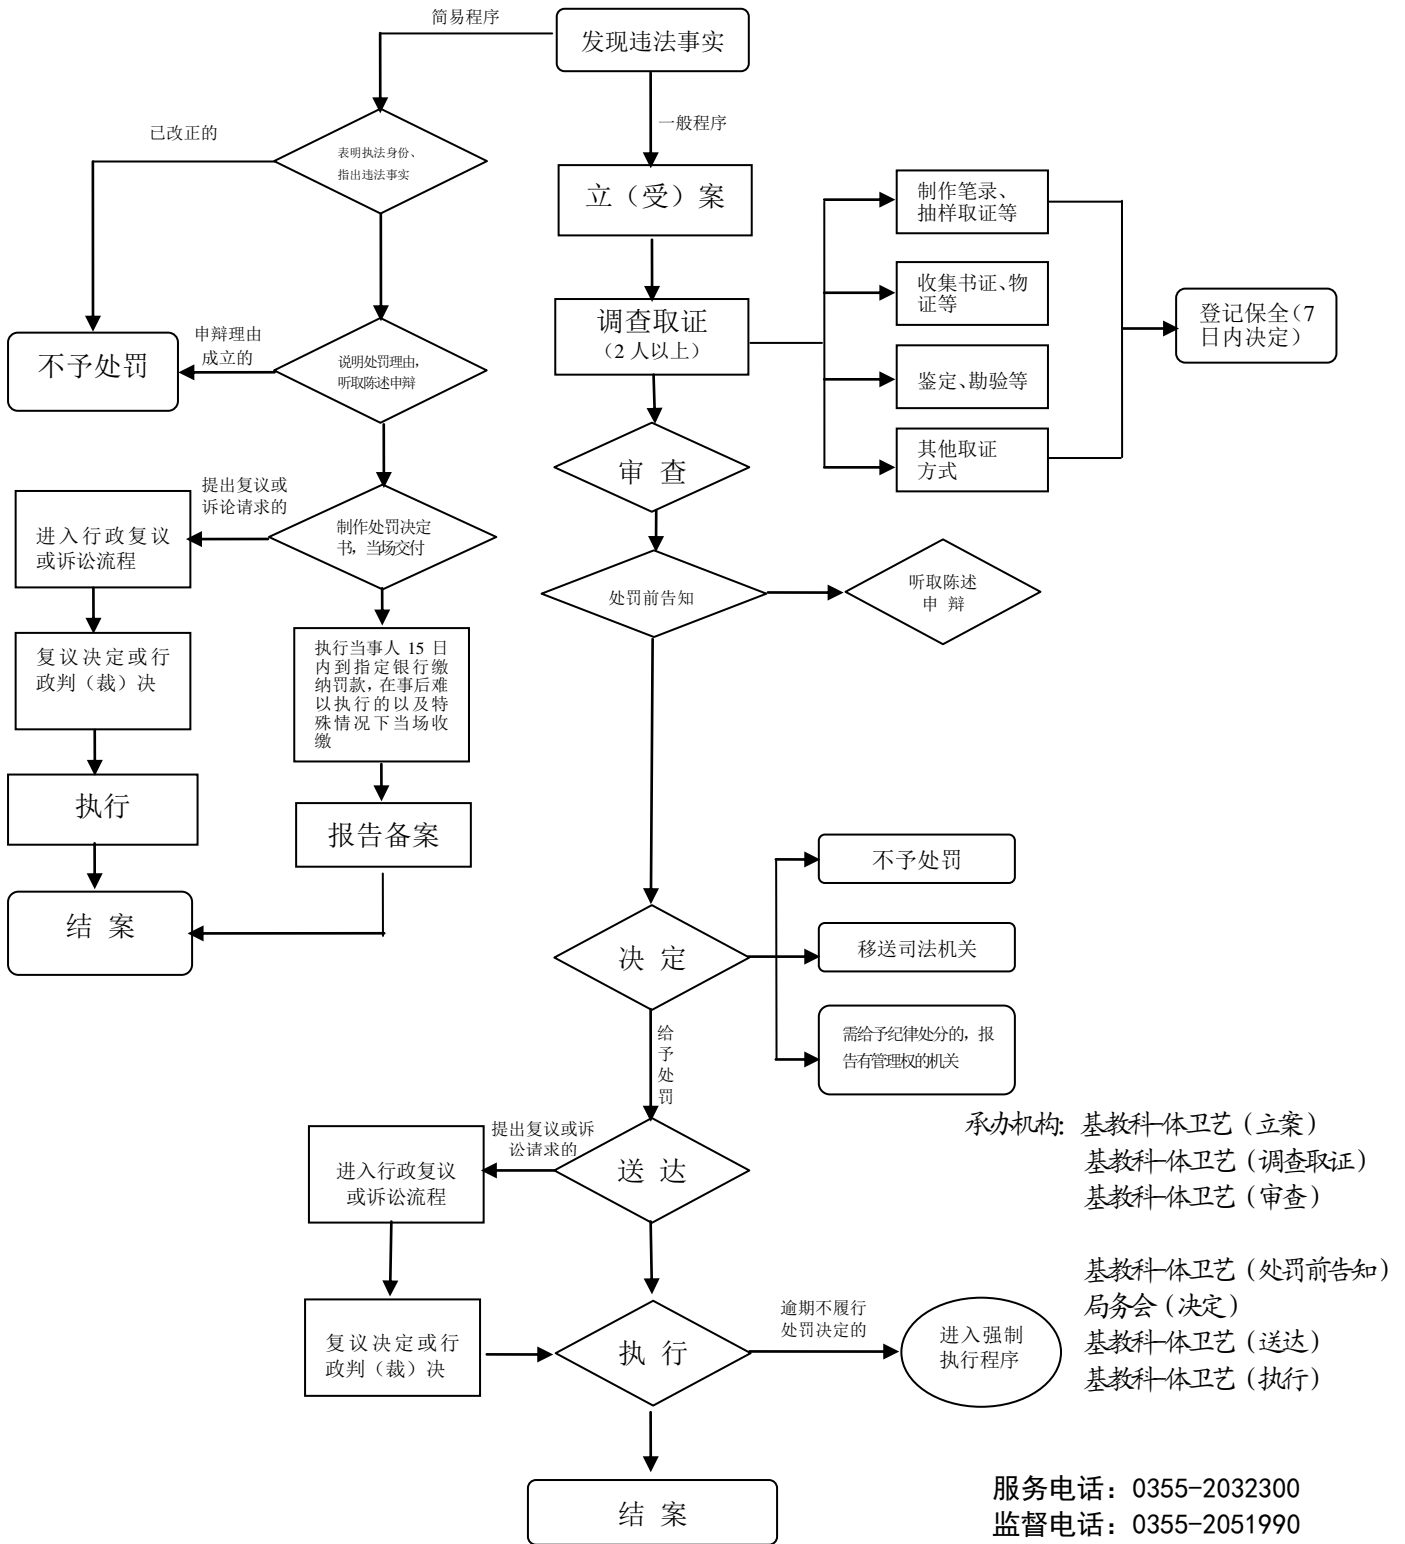 简易程序
发现违法事实
已改正的
表明执法身份、
指出违法事实
一般程序
立（受）案
制作笔录、
抽样取证等
收集书证、物
证等
登记保全（7
日内决定）
调查取证
（2 人以上）
鉴定、勘验等
其他取证
方式
申辩理由
成立的
不予处罚
说明处罚理由，
听取陈述申辩
审 查
提出复议或
诉论请求的
进入行政复议
或诉讼流程
制作处罚决定
书，当场交付
处罚前告知
听取陈述
申 辩
复议决定或行
政判（裁）决
执行当事人 15 日
内到指定银行缴
纳罚款，在事后难
以执行的以及特
殊情况下当场收
缴
执行
报告备案
结 案
不予处罚
决 定
移送司法机关
需给予纪律处分的，报
告有管理权的机关
给
予
处
罚
提出复议或诉
讼请求的
进入行政复议
或诉讼流程
送 达
复议决定或行
政判（裁）决
执 行
逾期不履行
处罚决定的
进入强制
执行程序
结 案
承办机构：基教科—体卫艺（立案）
基教科—体卫艺（调查取证）
基教科—体卫艺（审查）
基教科—体卫艺（处罚前告知）
局务会（决定）
基教科—体卫艺（送达）
基教科—体卫艺（执行）
服务电话：0355-2032300
监督电话：0355-2051990